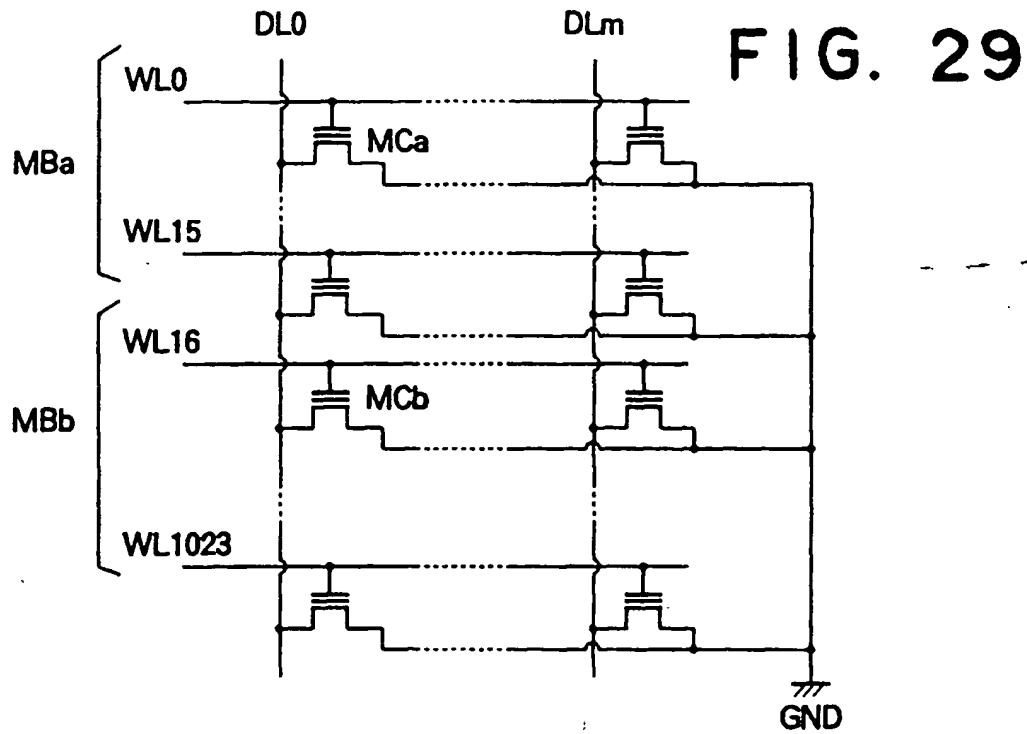 DL0
DLm
FIG. 29
WL0
MCa
MBa
WL15
WL16
MCb
MBb
WL1023
GND